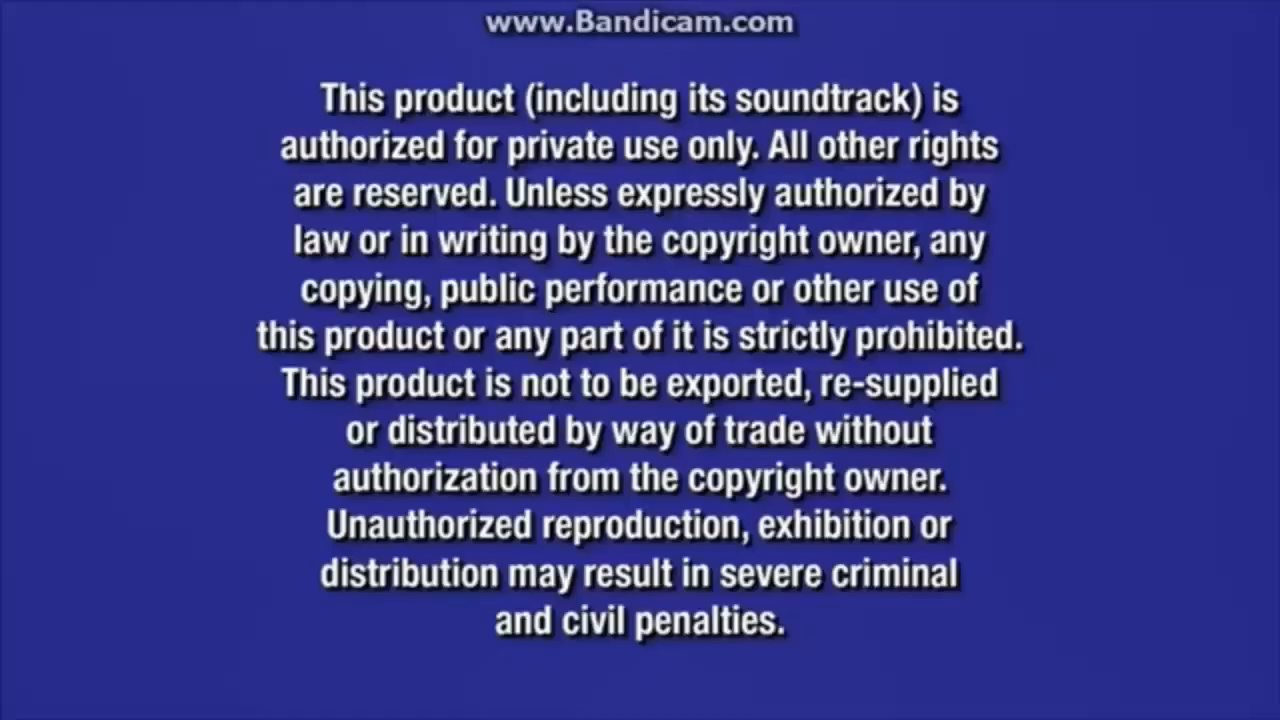 www.Bandicam.com
This product (including its soundtrack) is
authorized for private use only. All other rights
are reserved. Unless expressly authorized by
law or in writing by the copyright owner, any
copying, public performance or other use of
this product or any part of it is strictly prohibited.
This product is not to be exported, re-supplied
or distributed by way of trade without
authorization from the copyright owner.
Unauthorized reproduction, exhibition or
distribution may result in severe criminal
and civil penalties.